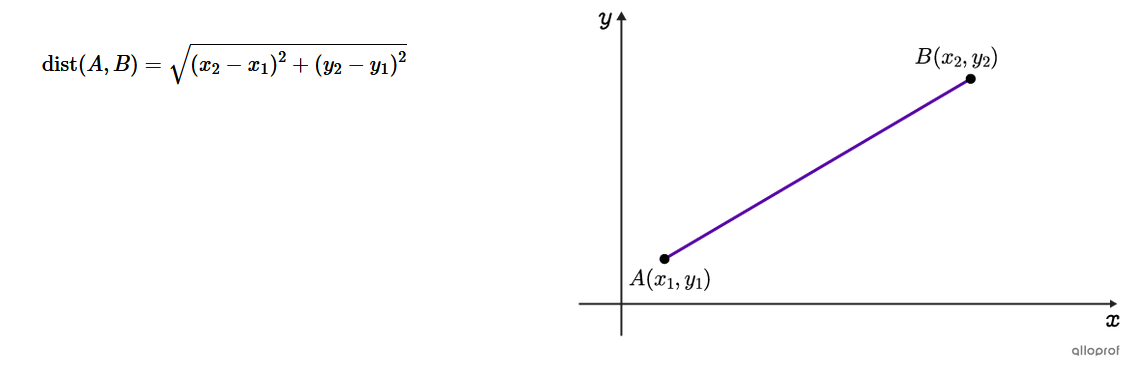 dist(A, B) = √((x₂ − x₁)² + (y₂ − y₁)²)
y
B(x₂, y₂)
A(x₁, y₁)
x
alloprof